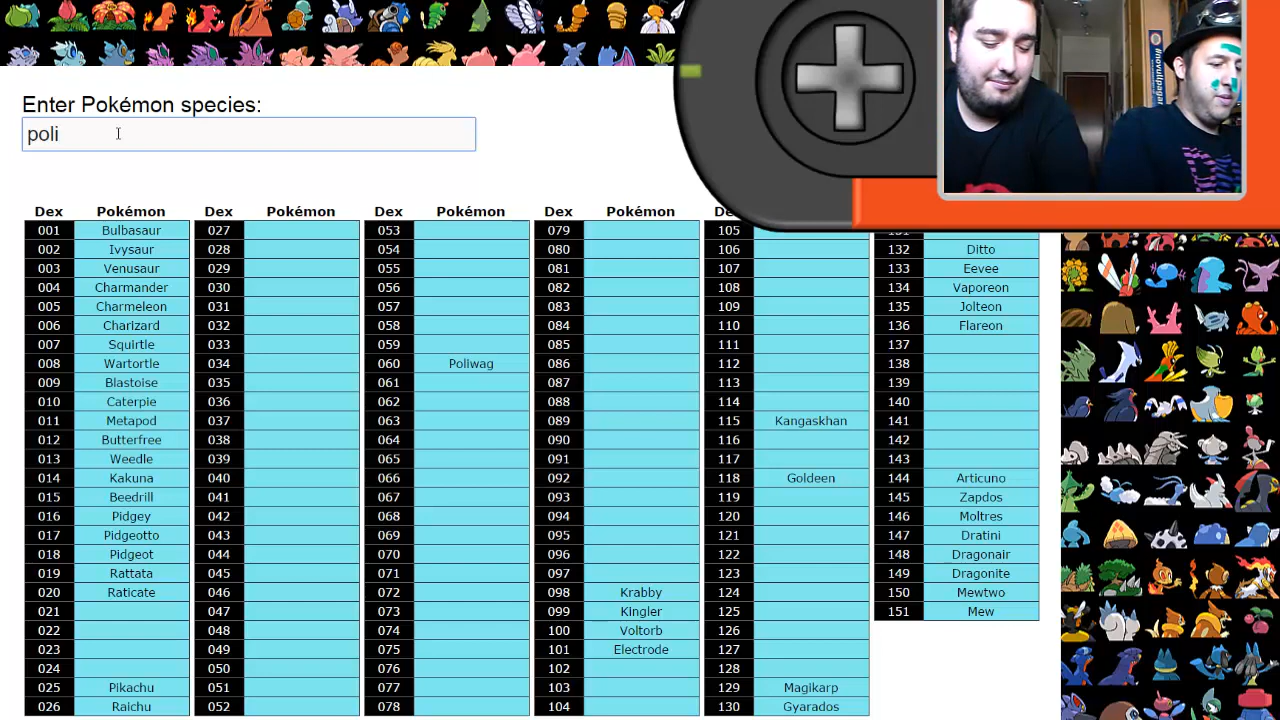 Enter Pokémon species:
poli
#novullpagar
Dex Pokémon Dex Pokémon Dex Pokémon Dex Pokémon
001 Bulbasaur 027 053 079 105
002 Ivysaur 028 054 080 106 132 Ditto
003 Venusaur 029 055 081 107 133 Eevee
004 Charmander 030 056 082 108 134 Vaporeon
005 Charmeleon 031 057 083 109 135 Jolteon
006 Charizard 032 058 084 110 136 Flareon
007 Squirtle 033 059 085 111 137
008 Wartortle 034 060 Poliwag 086 112 138
009 Blastoise 035 061 087 113 139
010 Caterpie 036 062 088 114 140
011 Metapod 037 063 089 115 Kangaskhan 141
012 Butterfree 038 064 090 116 142
013 Weedle 039 065 091 117 143
014 Kakuna 040 066 092 118 Goldeen 144 Articuno
015 Beedrill 041 067 093 119 145 Zapdos
016 Pidgey 042 068 094 120 146 Moltres
017 Pidgeotto 043 069 095 121 147 Dratini
018 Pidgeot 044 070 096 122 148 Dragonair
019 Rattata 045 071 097 123 149 Dragonite
020 Raticate 046 072 098 Krabby 124 150 Mewtwo
021 047 073 099 Kingler 125 151 Mew
022 048 074 100 Voltorb 126
023 049 075 101 Electrode 127
024 050 076 102 128
025 Pikachu 051 077 103 129 Magikarp
026 Raichu 052 078 104 130 Gyarados